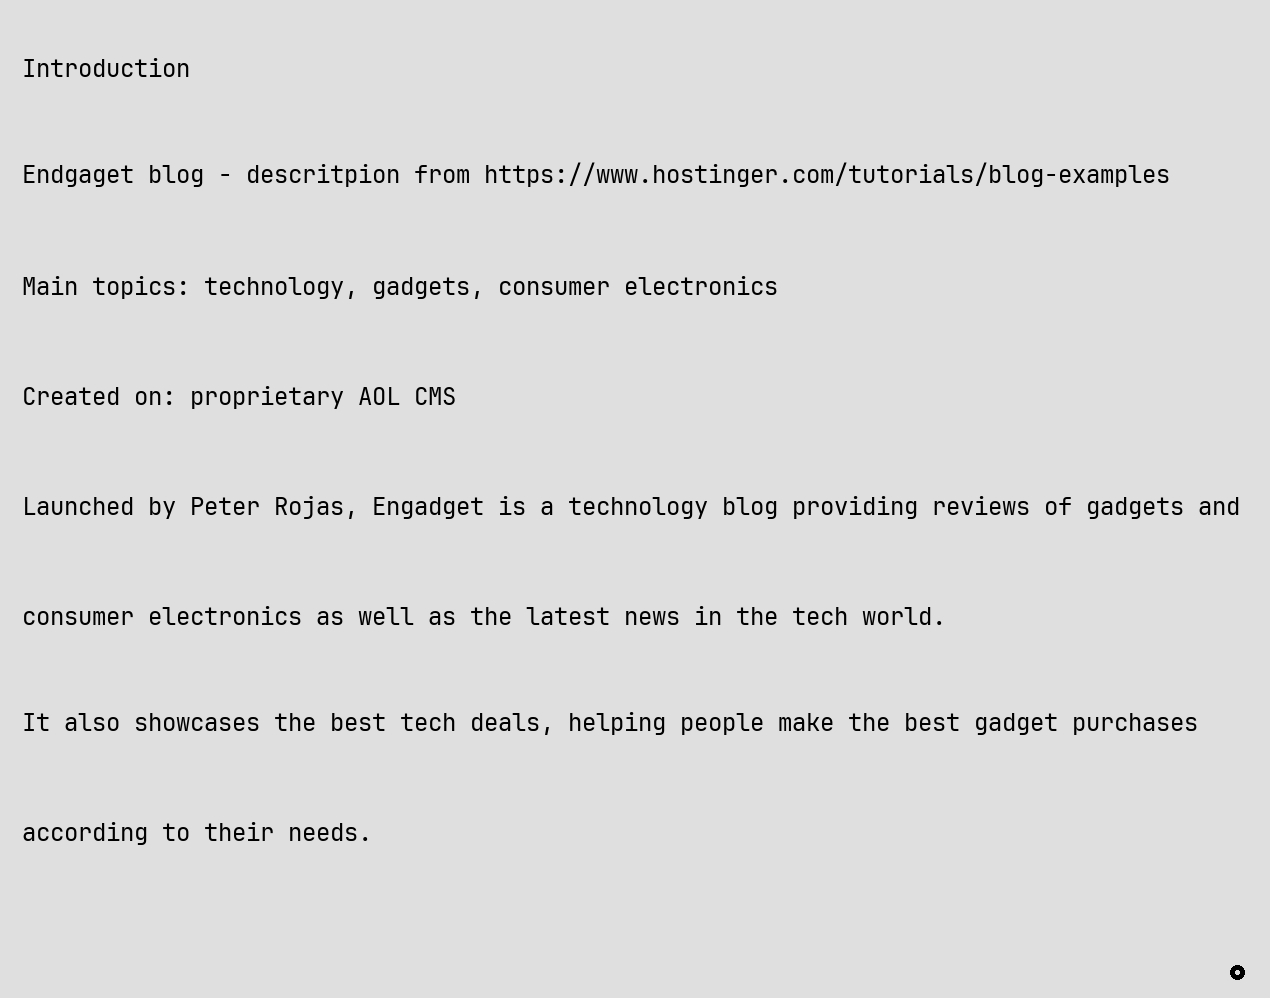 Introduction
Endgaget blog - descritpion from https://www.hostinger.com/tutorials/blog-examples
Main topics: technology, gadgets, consumer electronics
Created on: proprietary AOL CMS
Launched by Peter Rojas, Engadget is a technology blog providing reviews of gadgets and
consumer electronics as well as the latest news in the tech world.
It also showcases the best tech deals, helping people make the best gadget purchases
according to their needs.